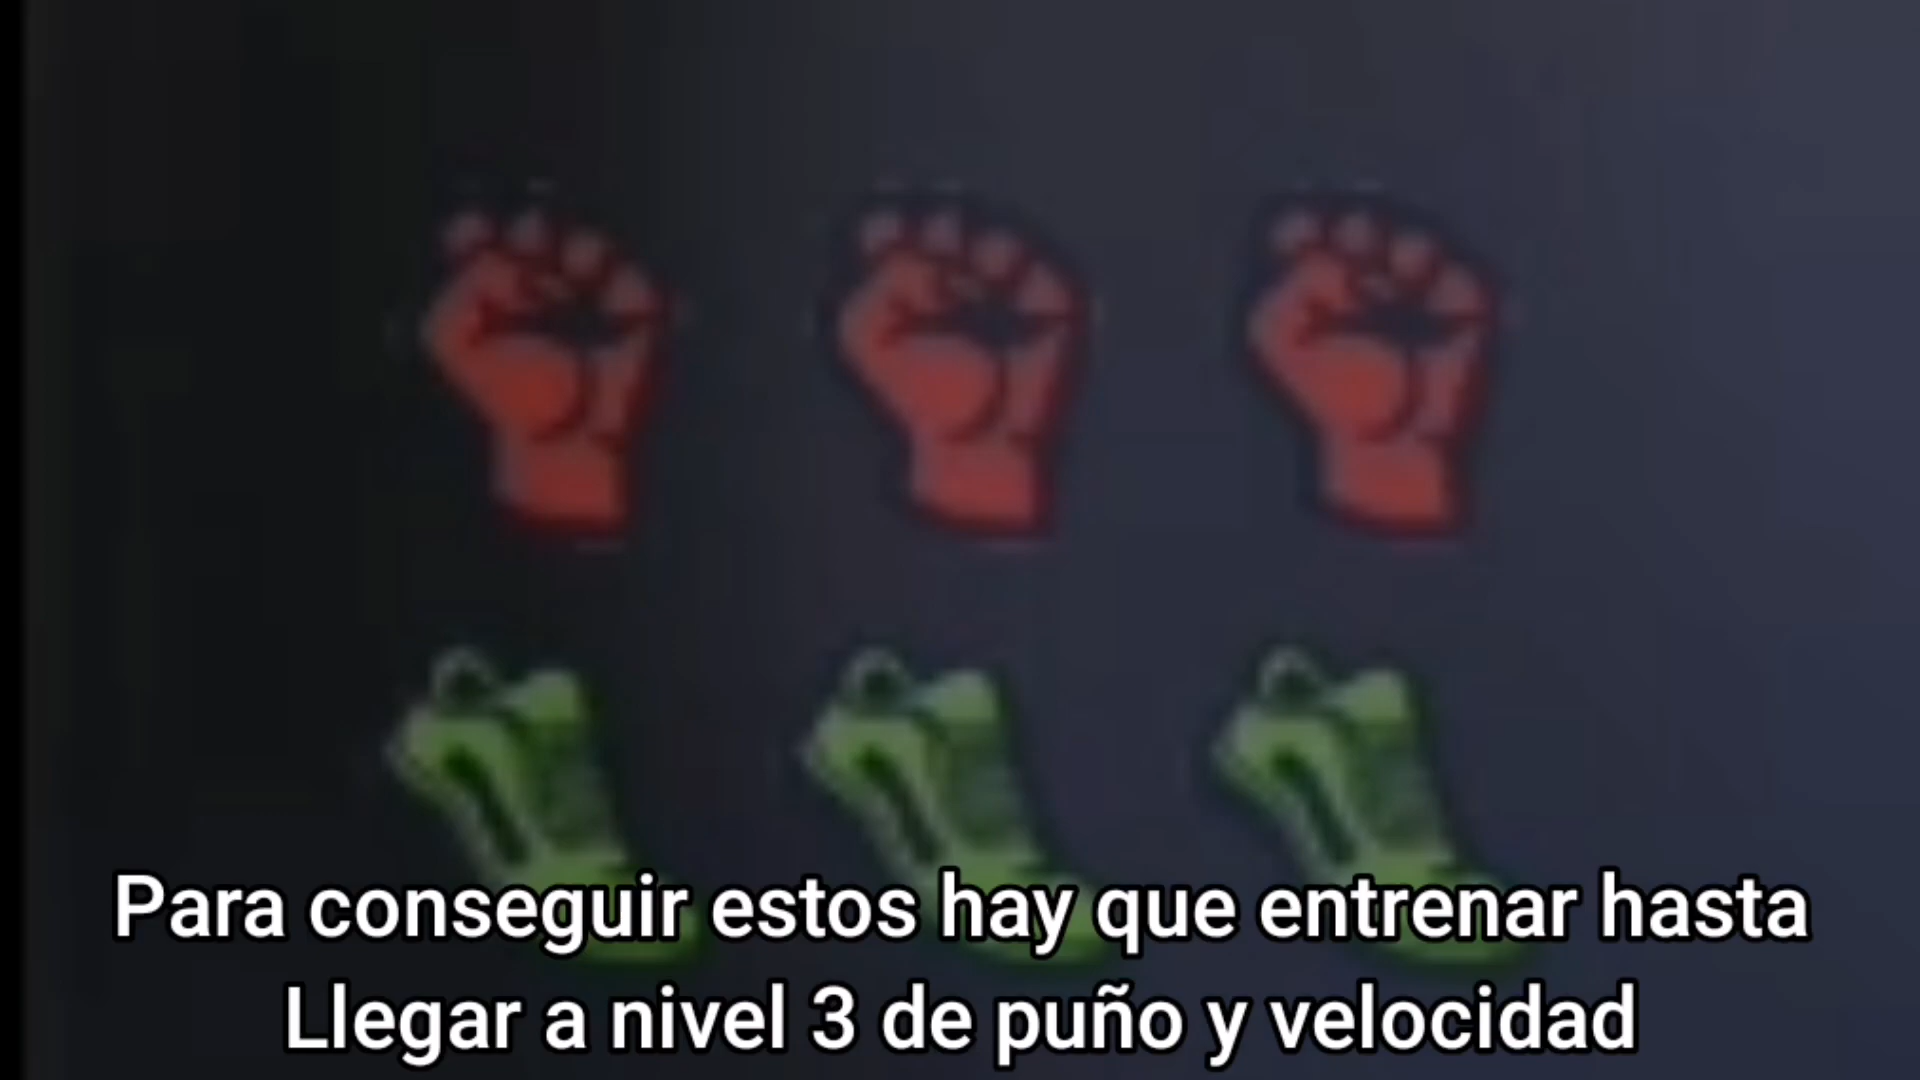 Para conseguir estos hay que entrenar hasta
Llegar a nivel 3 de puño y velocidad